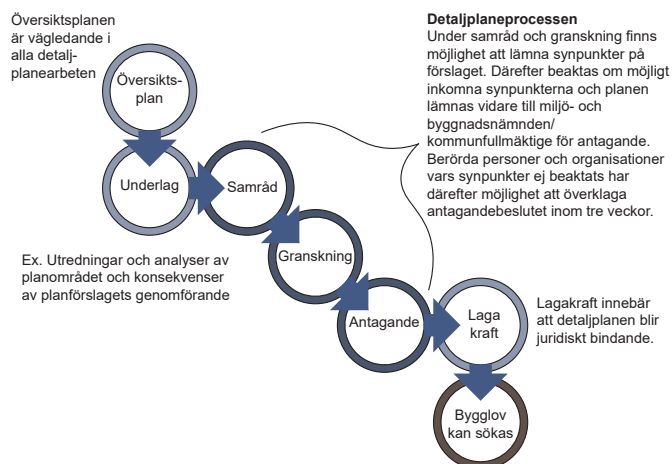 Översiktsplanen
är vägledande i
alla detalj-
planearbeten
Översikts-
plan
Underlag
Samråd
Ex. Utredningar och analyser av
planområdet och konsekvenser
av planförslagets genomförande
Granskning
Antagande
Laga
kraft
Bygglov
kan sökas
Detaljplaneprocessen
Under samråd och granskning finns
möjlighet att lämna synpunkter på
förslaget. Därefter beaktas om möjligt
inkomna synpunkterna och planen
lämnas vidare till miljö- och
byggnadsnämnden/
kommunfullmäktige för antagande.
Berörda personer och organisationer
vars synpunkter ej beaktats har
därefter möjlighet att överklaga
antagandebeslutet inom tre veckor.
Lagakraft innebär
att detaljplanen blir
juridiskt bindande.